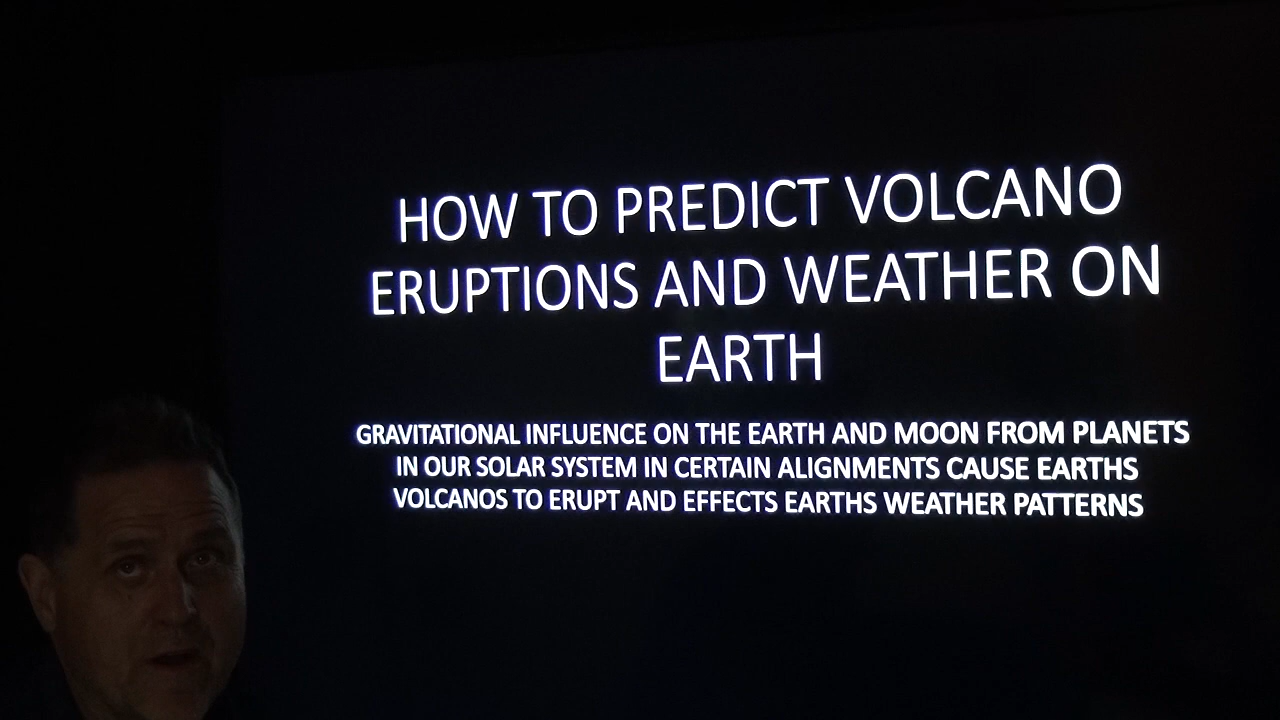 HOW TO PREDICT VOLCANO
ERUPTIONS AND WEATHER ON
EARTH
GRAVITATIONAL INFLUENCE ON THE EARTH AND MOON FROM PLANETS
IN OUR SOLAR SYSTEM IN CERTAIN ALIGNMENTS CAUSE EARTHS
VOLCANOS TO ERUPT AND EFFECTS EARTHS WEATHER PATTERNS